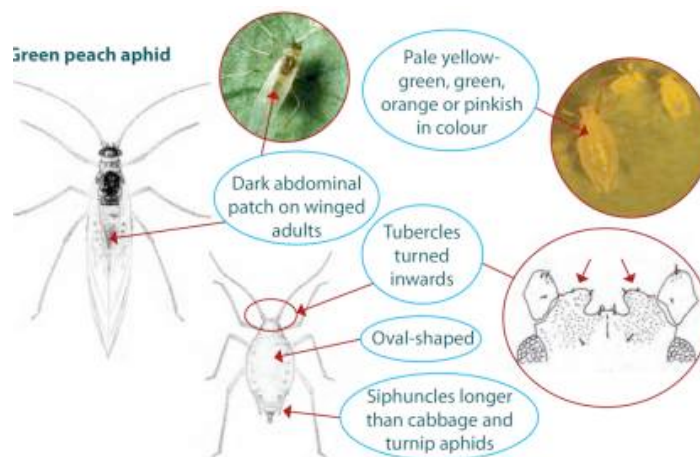 Green peach aphid
Pale yellow-
green, green,
orange or pinkish
in colour
Dark abdominal
patch on winged
adults
Tubercles
turned
inwards
Oval-shaped
Siphuncles longer
than cabbage and
turnip aphids